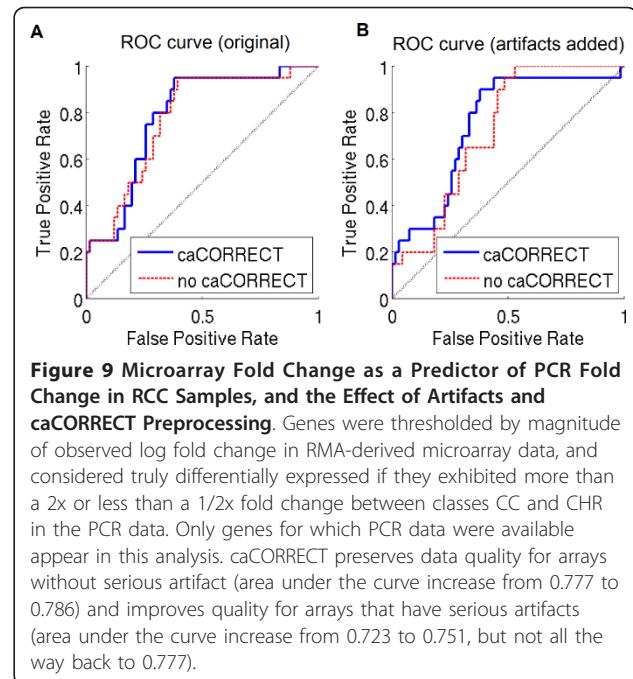 A
ROC curve (original)
True Positive Rate
1
0.8
0.6
0.4
0.2
0
caCORRECT
no caCORRECT
0
0.5
1
False Positive Rate
B
ROC curve (artifacts added)
True Positive Rate
1
0.8
0.6
0.4
0.2
0
caCORRECT
no caCORRECT
0
0.5
1
False Positive Rate
Figure 9 Microarray Fold Change as a Predictor of PCR Fold
Change in RCC Samples, and the Effect of Artifacts and
caCORRECT Preprocessing. Genes were thresholded by magnitude
of observed log fold change in RMA-derived microarray data, and
considered truly differentially expressed if they exhibited more than
a 2x or less than a 1/2x fold change between classes CC and CHR
in the PCR data. Only genes for which PCR data were available
appear in this analysis. caCORRECT preserves data quality for arrays
without serious artifact (area under the curve increase from 0.777 to
0.786) and improves quality for arrays that have serious artifacts
(area under the curve increase from 0.723 to 0.751, but not all the
way back to 0.777).